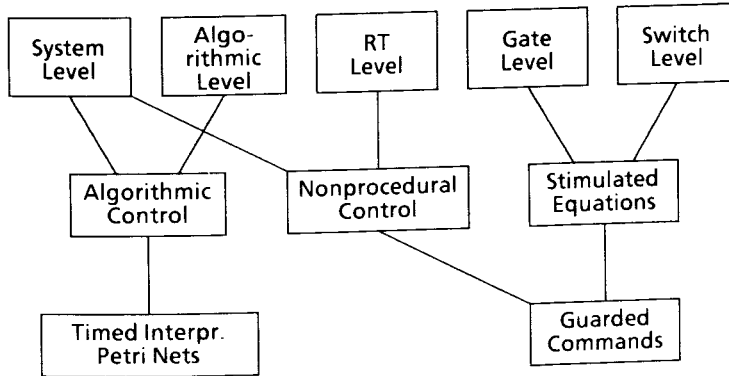 System
Level
Algo-
rithmic
Level
RT
Level
Gate
Level
Switch
Level
Algorithmic
Control
Nonprocedural
Control
Stimulated
Equations
Timed Interpr.
Petri Nets
Guarded
Commands